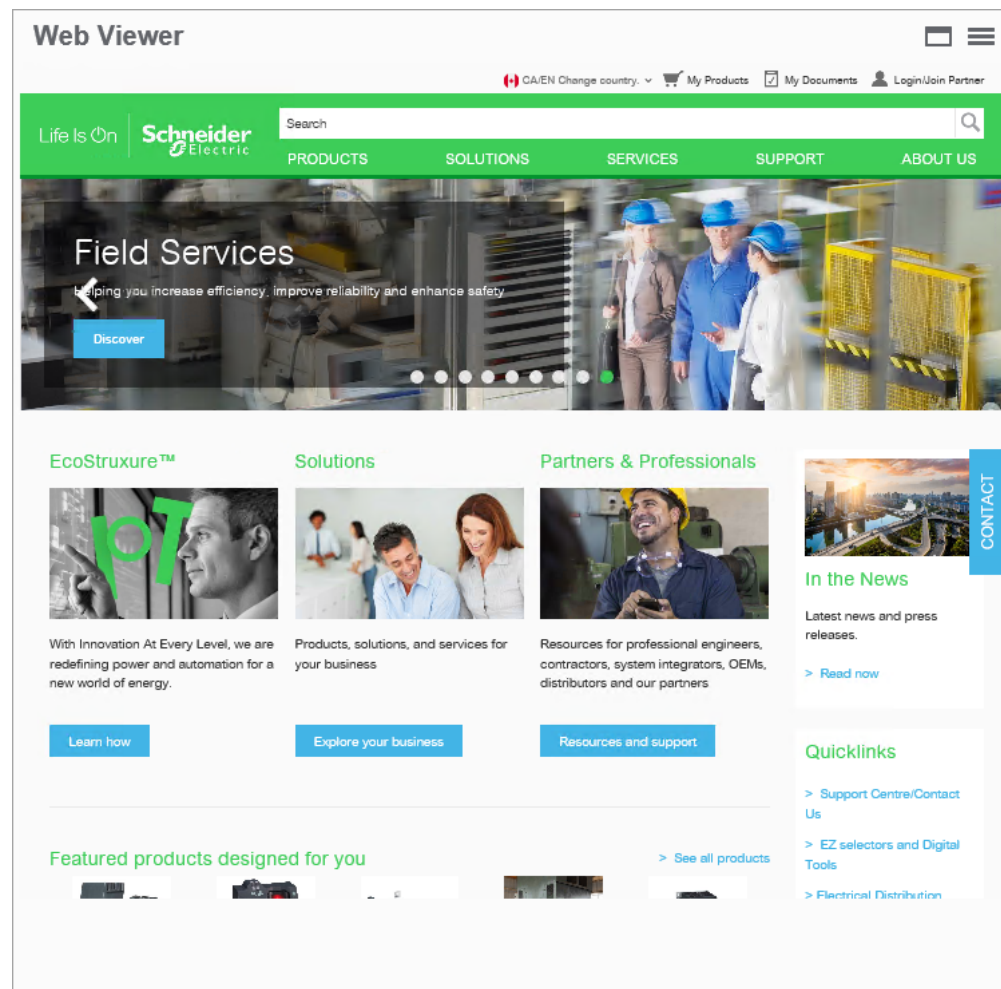 Web Viewer
CA/EN Change country. My Products My Documents Login/Join Partner
Life Is On Schneider Electric
Search
PRODUCTS SOLUTIONS SERVICES SUPPORT ABOUT US
Field Services
Helping you increase efficiency, improve reliability and enhance safety
Discover
EcoStruxure™
IoT
With Innovation At Every Level, we are
redefining power and automation for a
new world of energy.
Learn how
Solutions
Products, solutions, and services for
your business
Explore your business
Partners & Professionals
Resources for professional engineers,
contractors, system integrators, OEMs,
distributors and our partners
Resources and support
CONTACT
In the News
Latest news and press
releases.
> Read now
Quicklinks
> Support Centre/Contact
Us
> EZ selectors and Digital
Tools
> Electrical Distribution
Featured products designed for you
> See all products